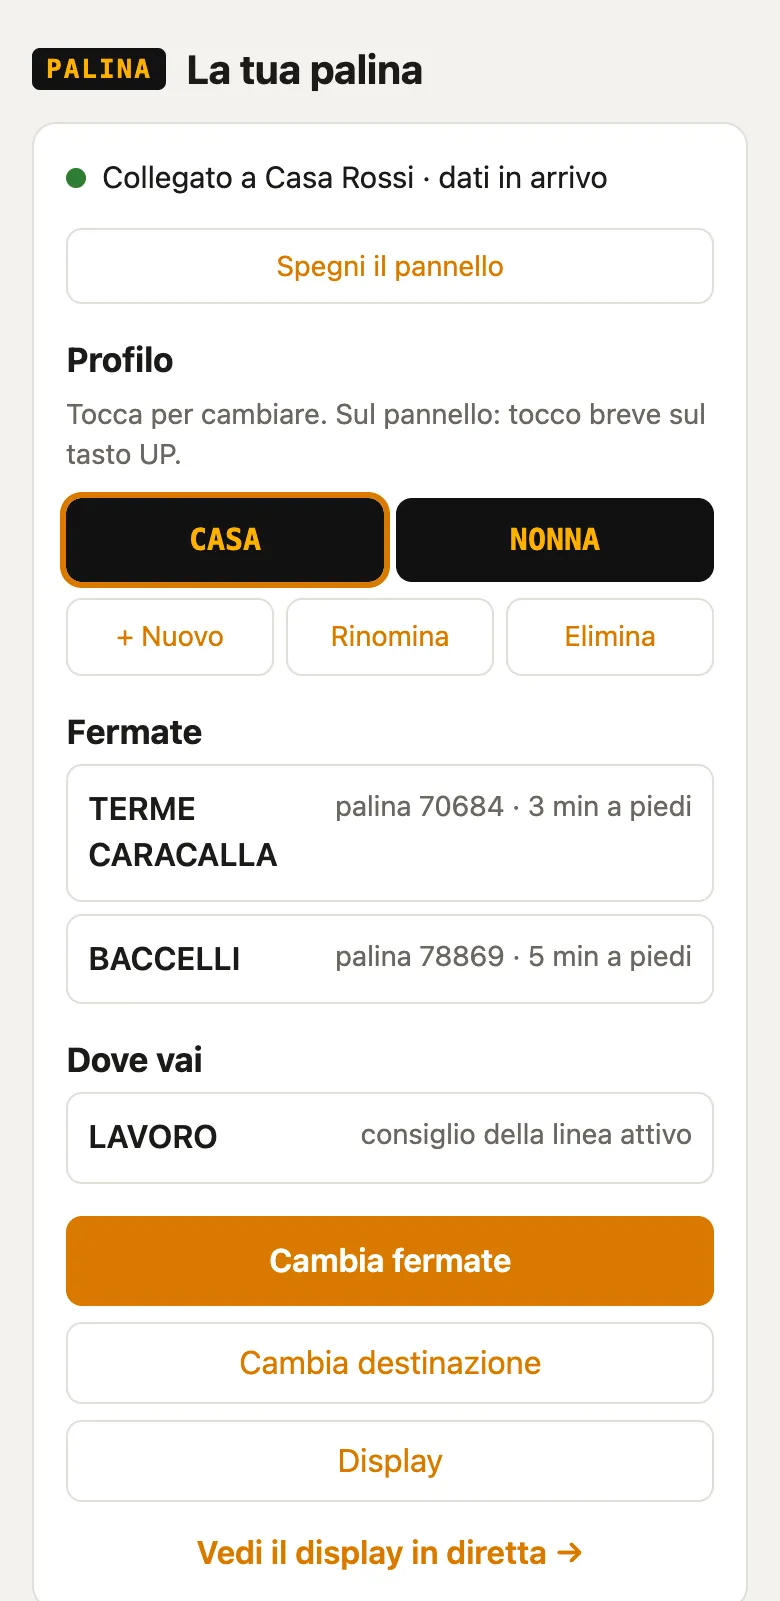 PALINA La tua palina
Collegato a Casa Rossi · dati in arrivo
Spegni il pannello
Profilo
Tocca per cambiare. Sul pannello: tocco breve sul
tasto UP.
CASA NONNA
+ Nuovo Rinomina Elimina
Fermate
TERME palina 70684 · 3 min a piedi
CARACALLA
BACCELLI palina 78869 · 5 min a piedi
Dove vai
LAVORO consiglio della linea attivo
Cambia fermate
Cambia destinazione
Display
Vedi il display in diretta →